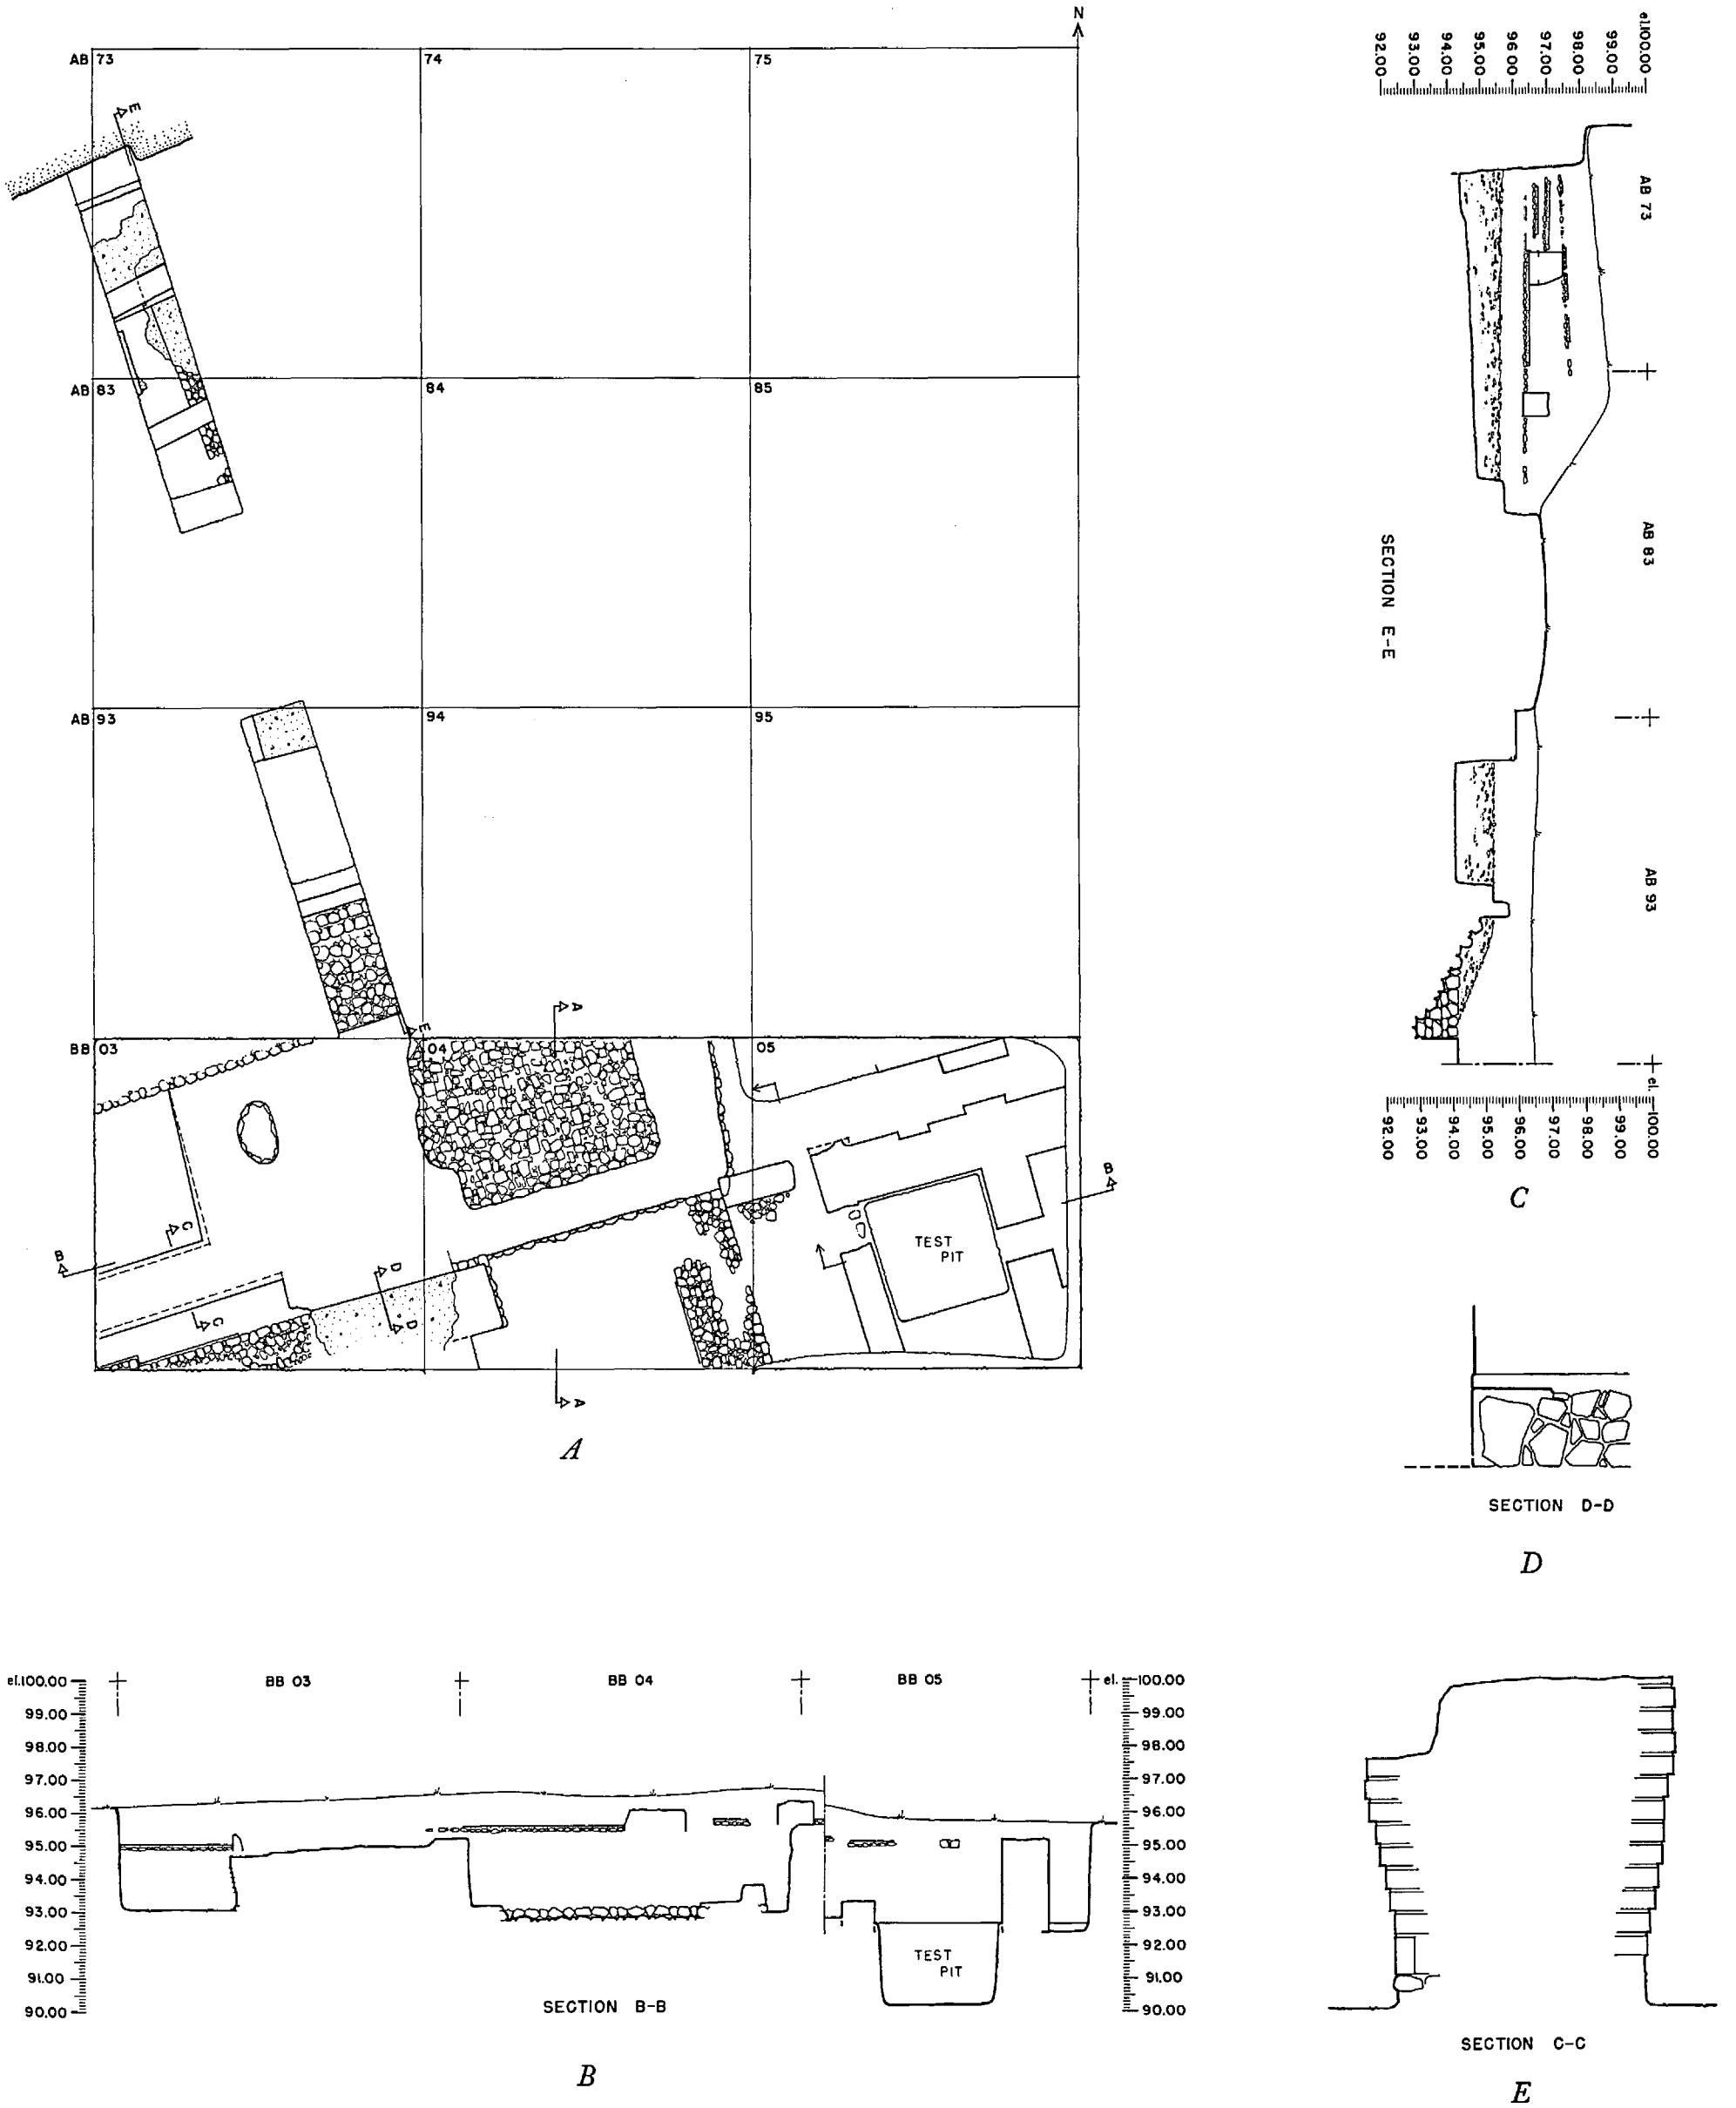 N
AB 73
74
75
E
AB 83
84
85
AB 93
94
95
A
E
BB 03
04
05
B
C
TEST
PIT
B
D
C
D
A
A
el.100.00
99.00
98.00
97.00
96.00
95.00
94.00
93.00
92.00
AB 73
AB 83
SECTION E-E
AB 93
el.
100.00
99.00
98.00
97.00
96.00
95.00
94.00
93.00
92.00
C
SECTION D-D
D
el.100.00
99.00
98.00
97.00
96.00
95.00
94.00
93.00
92.00
91.00
90.00
BB 03
BB 04
BB 05
el.
100.00
99.00
98.00
97.00
96.00
95.00
94.00
93.00
92.00
91.00
90.00
TEST
PIT
SECTION B-B
B
SECTION C-C
E